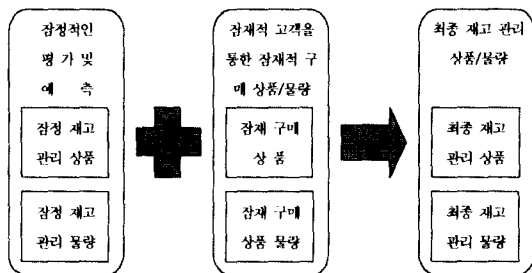 잠정적인
평 가 및
예 측
잠정 재고
관리 상품
잠정 재고
관리 물량
잠재적 고객을
통한 잠재적 구
매 상품/물량
잠재 구매
상 품
잠재 구매
상품 물량
최종 재고 관리
상품/물량
최종 재고
관리 상품
최종 재고
관리 물량